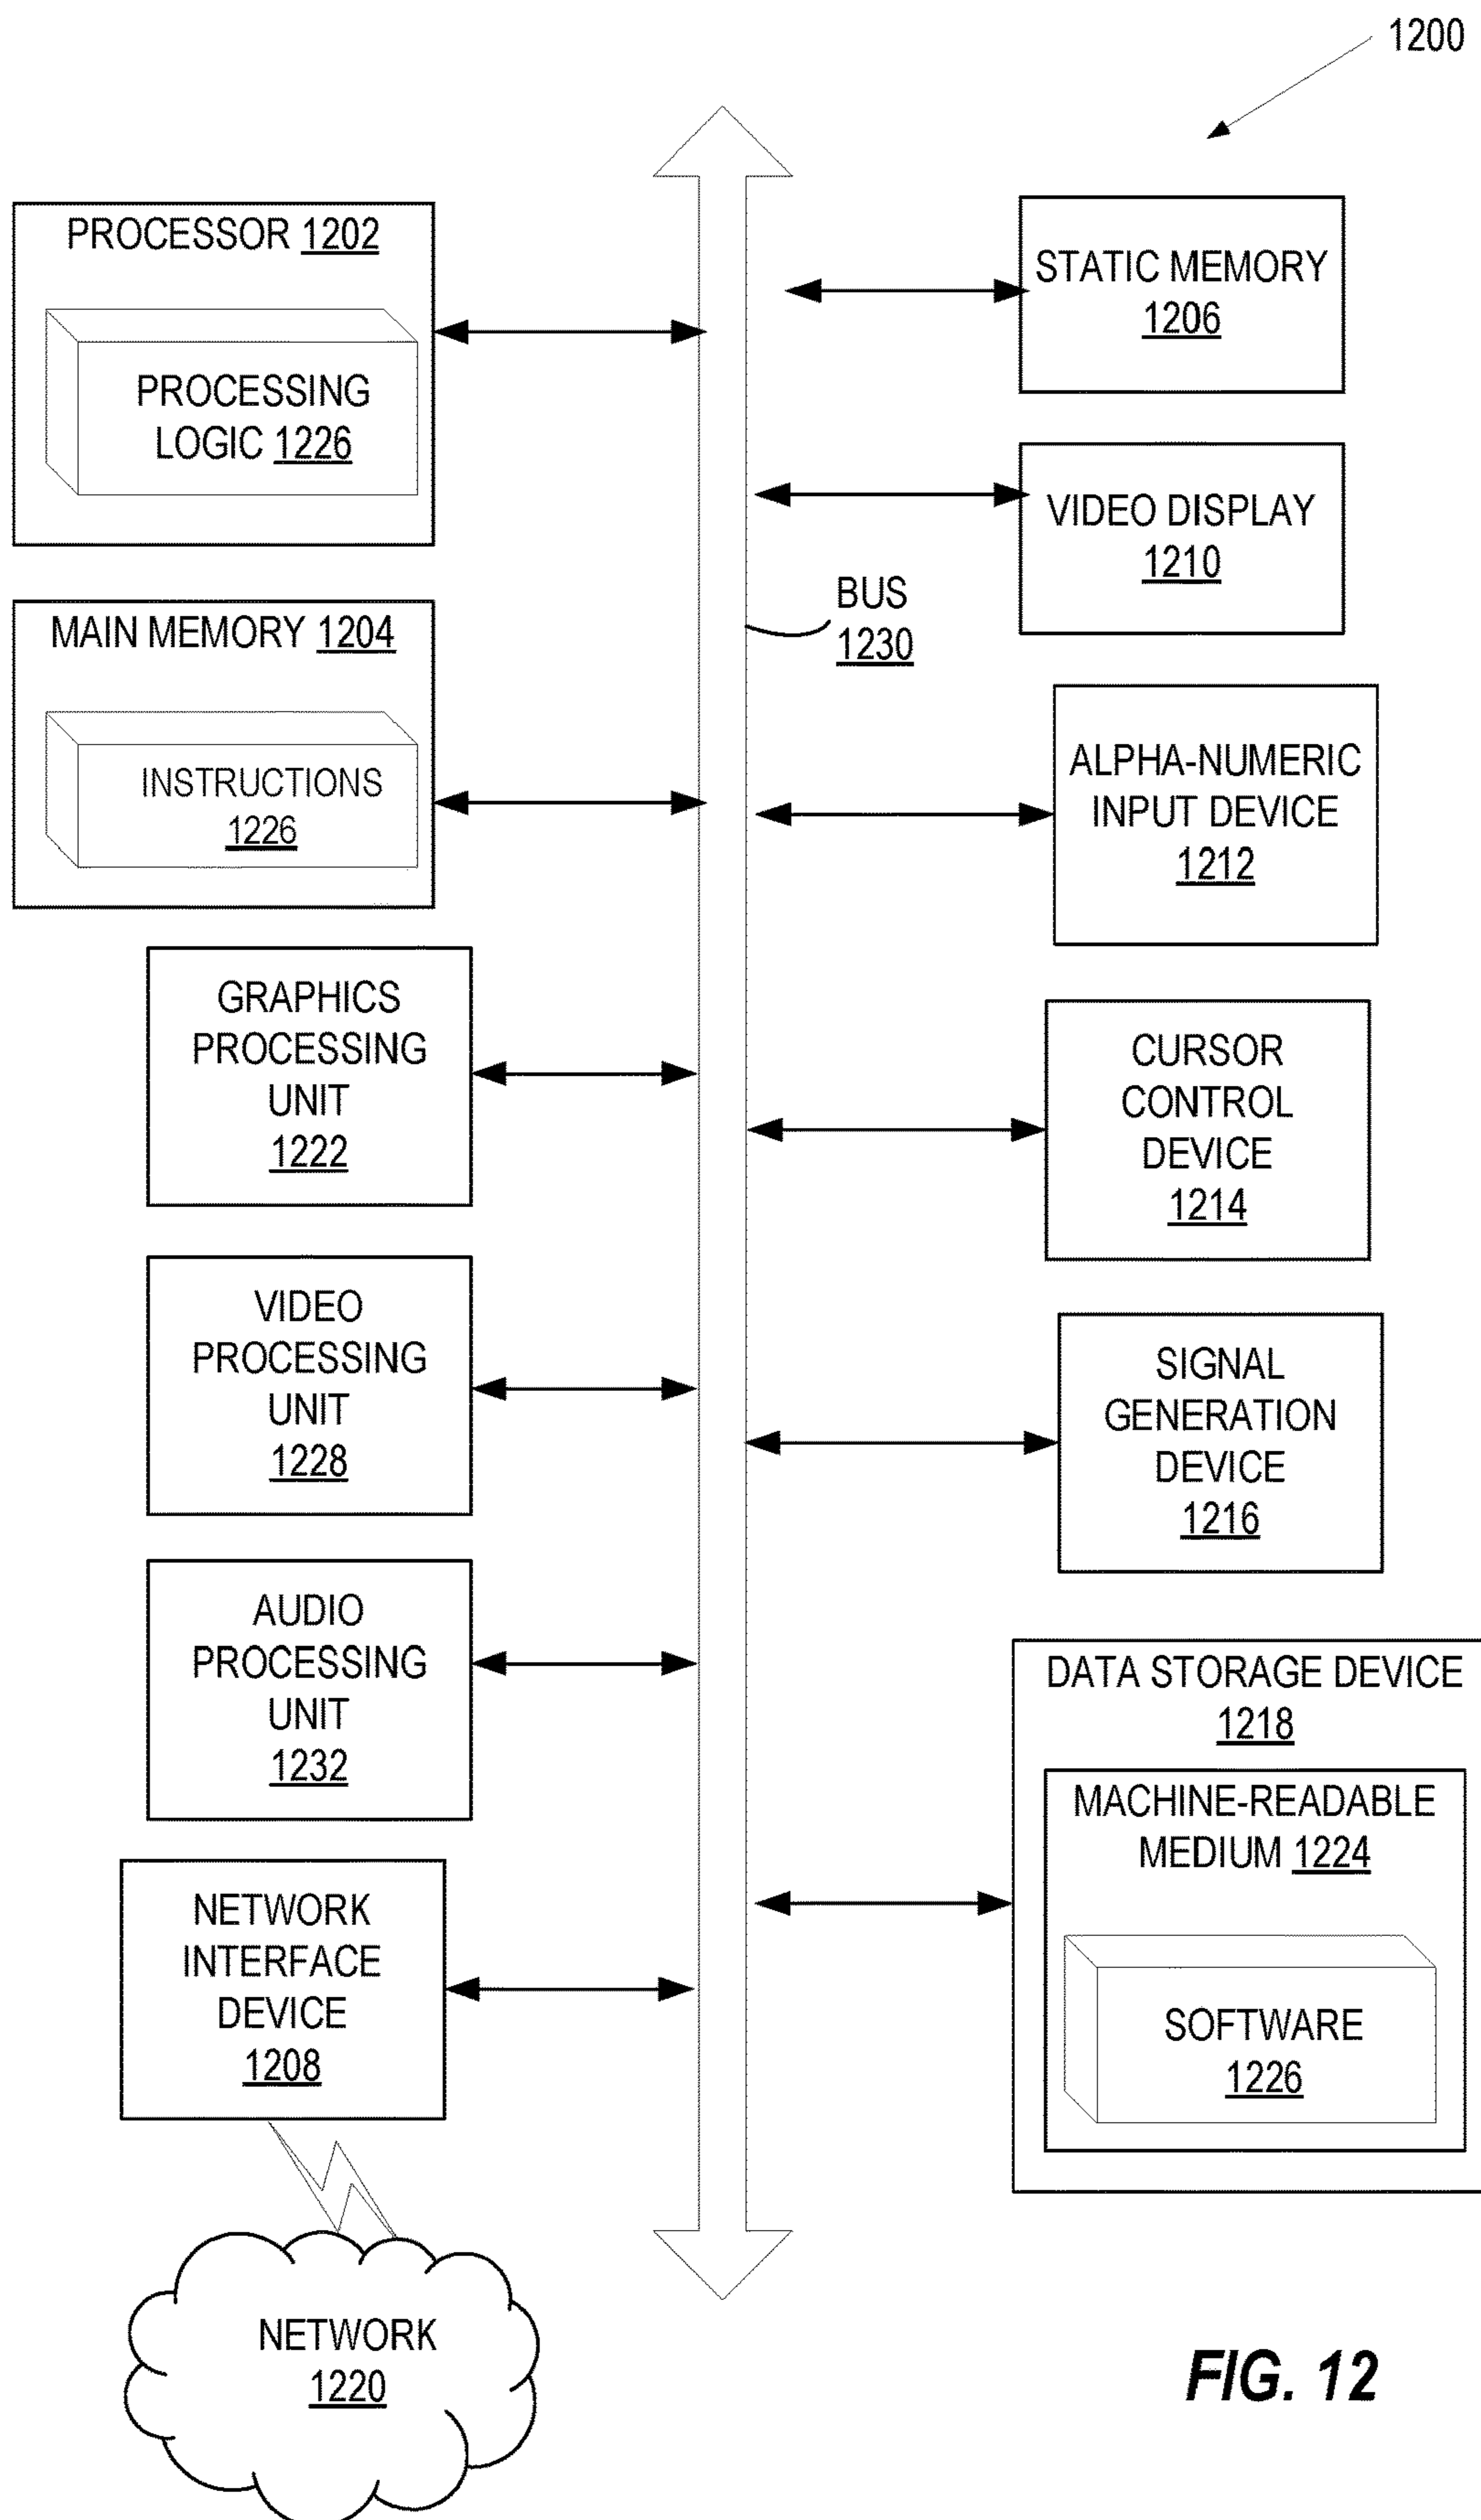 1200
PROCESSOR 1202
PROCESSING
LOGIC 1226
MAIN MEMORY 1204
INSTRUCTIONS
1226
GRAPHICS
PROCESSING
UNIT
1222
VIDEO
PROCESSING
UNIT
1228
AUDIO
PROCESSING
UNIT
1232
NETWORK
INTERFACE
DEVICE
1208
NETWORK
1220
BUS
1230
STATIC MEMORY
1206
VIDEO DISPLAY
1210
ALPHA-NUMERIC
INPUT DEVICE
1212
CURSOR
CONTROL
DEVICE
1214
SIGNAL
GENERATION
DEVICE
1216
DATA STORAGE DEVICE
1218
MACHINE-READABLE
MEDIUM 1224
SOFTWARE
1226
FIG. 12